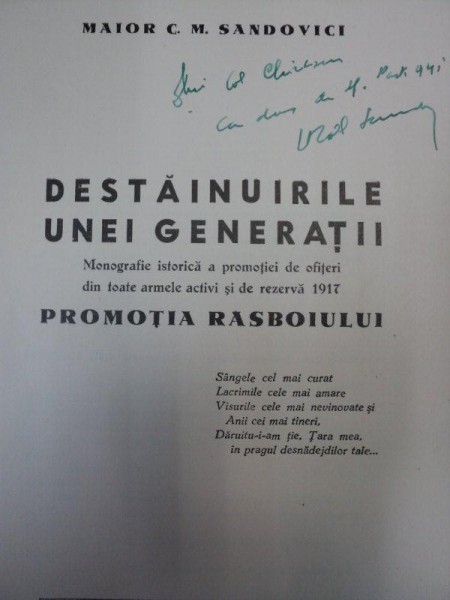 MAIOR C. M. SANDOVICI
DESTĂINUIRILE
UNEI GENERAȚII
Monografie istorică a promoției de ofițeri
din toate armele activi și de rezervă 1917
PROMOȚIA RASBOIULUI
Sângele cel mai curat
Lacrimile cele mai amare
Visurile cele mai nevinovate și
Anii cei mai tineri,
Dăruitu-i-am ție, Țara mea,
în pragul desnădejdilor tale...